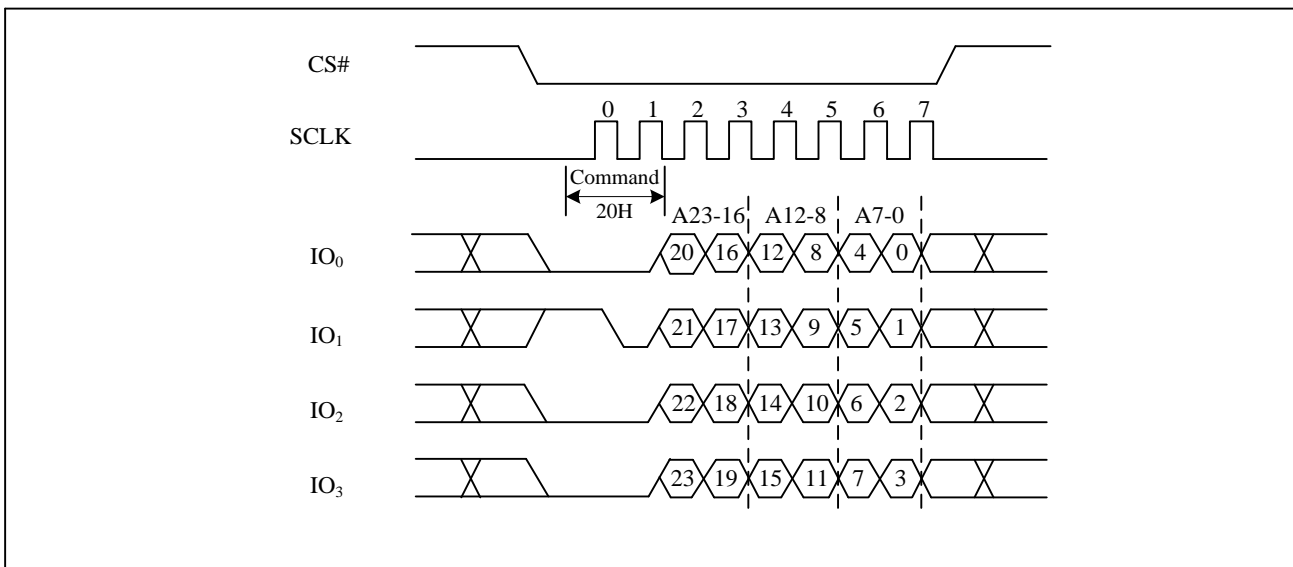 CS#
0 1 2 3 4 5 6 7
SCLK
Command
20H
A23-16 A12-8 A7-0
IO0
20 16 12 8 4 0
IO1
21 17 13 9 5 1
IO2
22 18 14 10 6 2
IO3
23 19 15 11 7 3